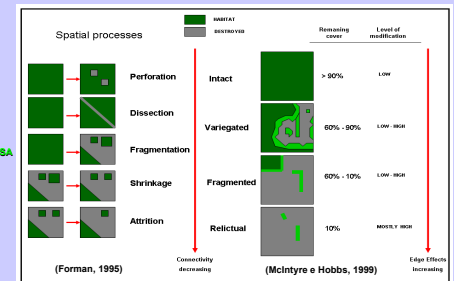 HABITAT
Spatial processes
DESTROYED
Remaning cover
Level of modification
Perforation
Intact
> 90%
LOW
Dissection
Variegated
60% - 90%
LOW - HIGH
SA
Fragmentation
Shrinkage
Fragmented
60% - 10%
LOW - HIGH
Attrition
Relictual
10%
MOSTLY HIGH
(Forman, 1995)
Connectivity
decreasing
(McIntyre e Hobbs, 1999)
Edge Effects
increasing